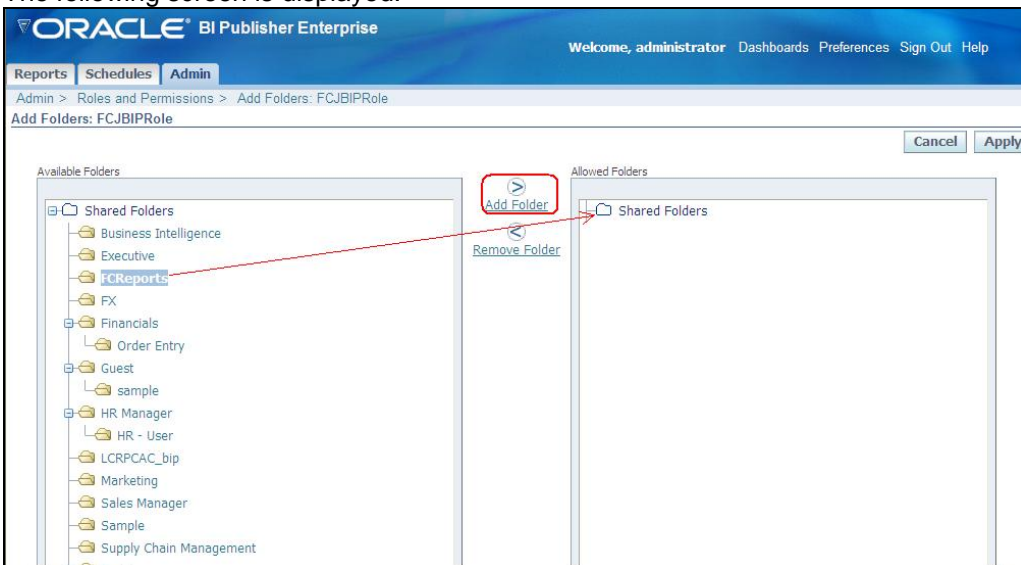 The following screen is displayed:
ORACLE BI Publisher Enterprise
Welcome, administrator Dashboards Preferences Sign Out Help
Reports Schedules Admin
Admin > Roles and Permissions > Add Folders: FCJBIPRole
Add Folders: FCJBIPRole
Cancel Apply
Available Folders
Shared Folders
Business Intelligence
Executive
FCReports
FX
Financials
Order Entry
Guest
sample
HR Manager
HR - User
LCRPCAC_bip
Marketing
Sales Manager
Sample
Supply Chain Management
>
Add Folder
<
Remove Folder
Allowed Folders
Shared Folders